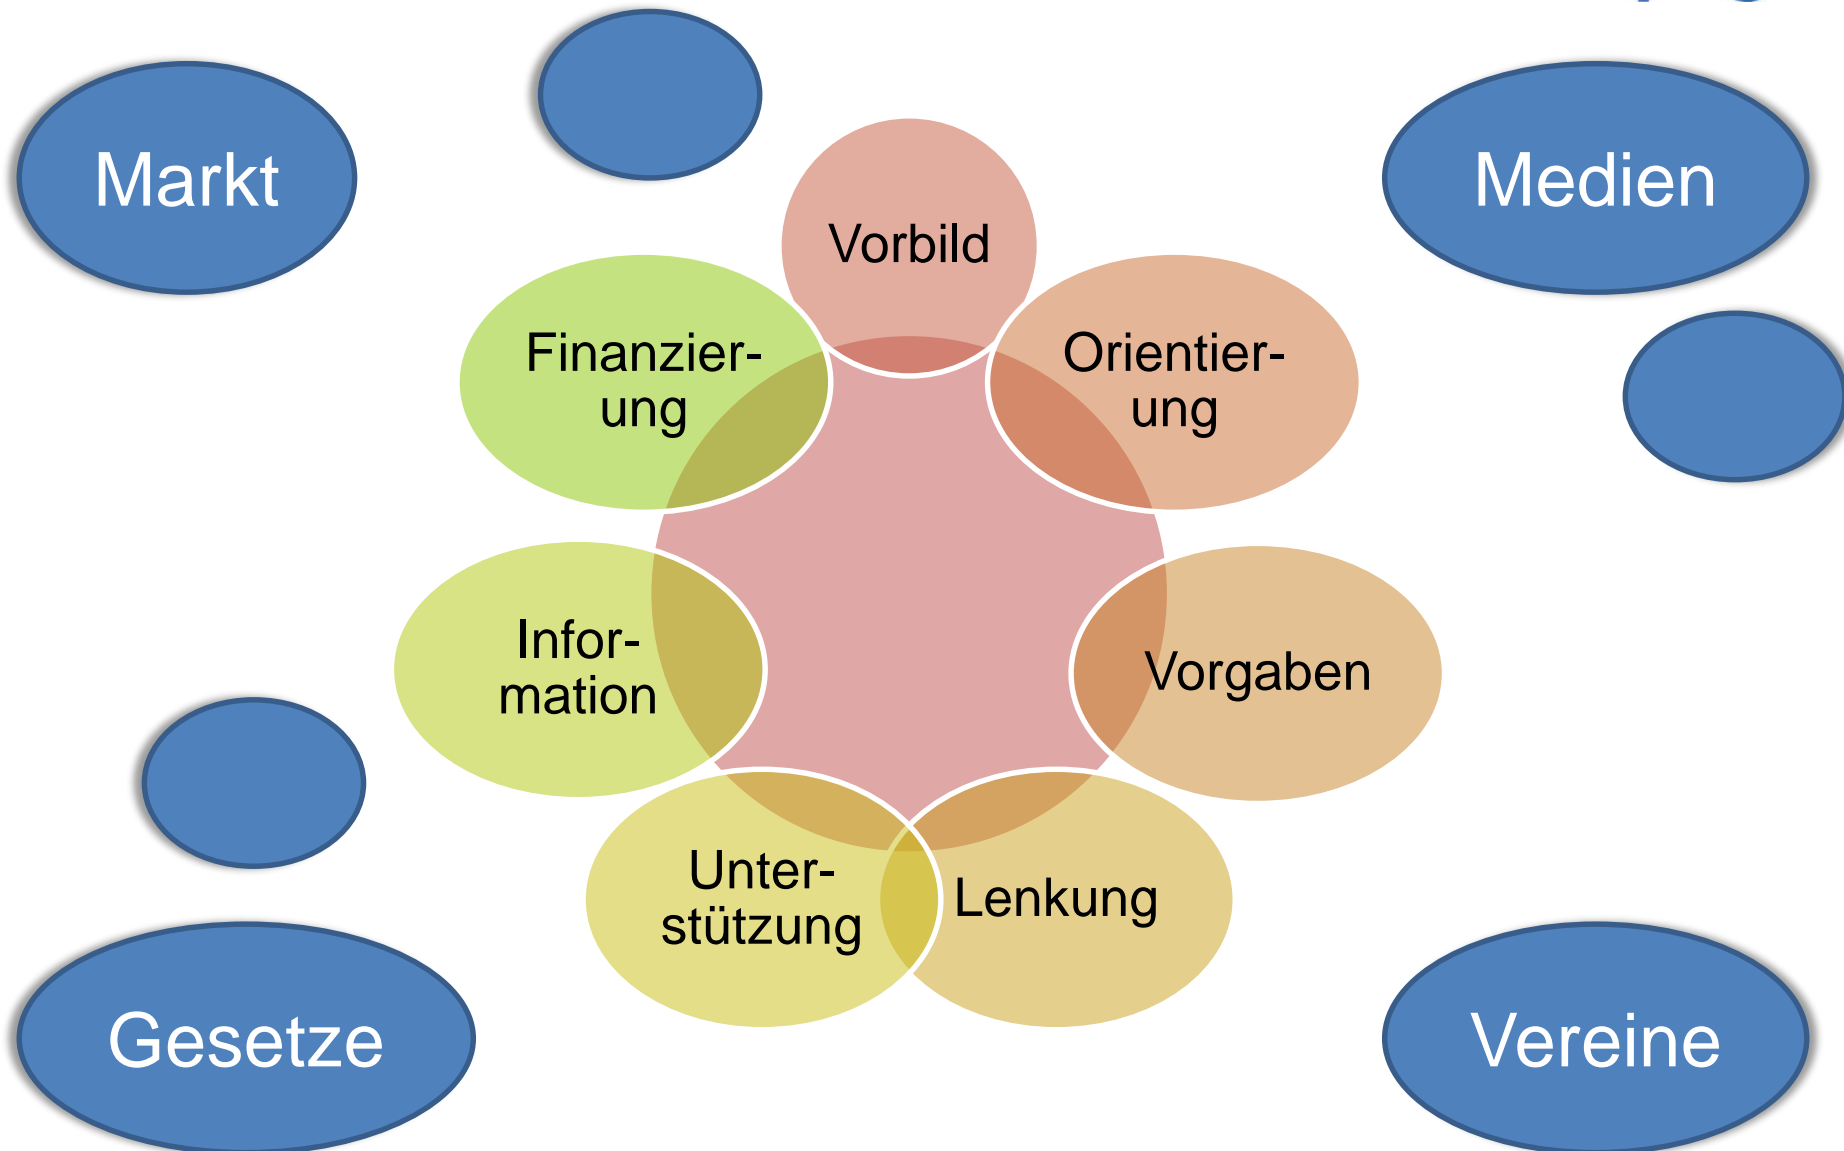 Markt
Medien
Vorbild
Finanzier-
ung
Orientier-
ung
Infor-
mation
Vorgaben
Unter-
stützung
Lenkung
Gesetze
Vereine